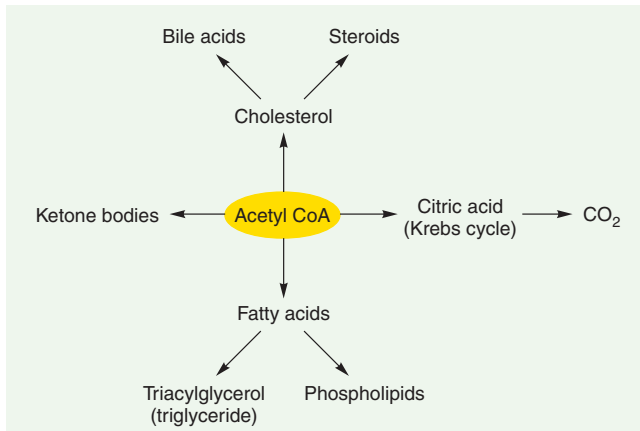 Bile acids
Steroids
Cholesterol
Ketone bodies
Acetyl CoA
Citric acid
(Krebs cycle)
CO₂
Fatty acids
Triacylglycerol
(triglyceride)
Phospholipids